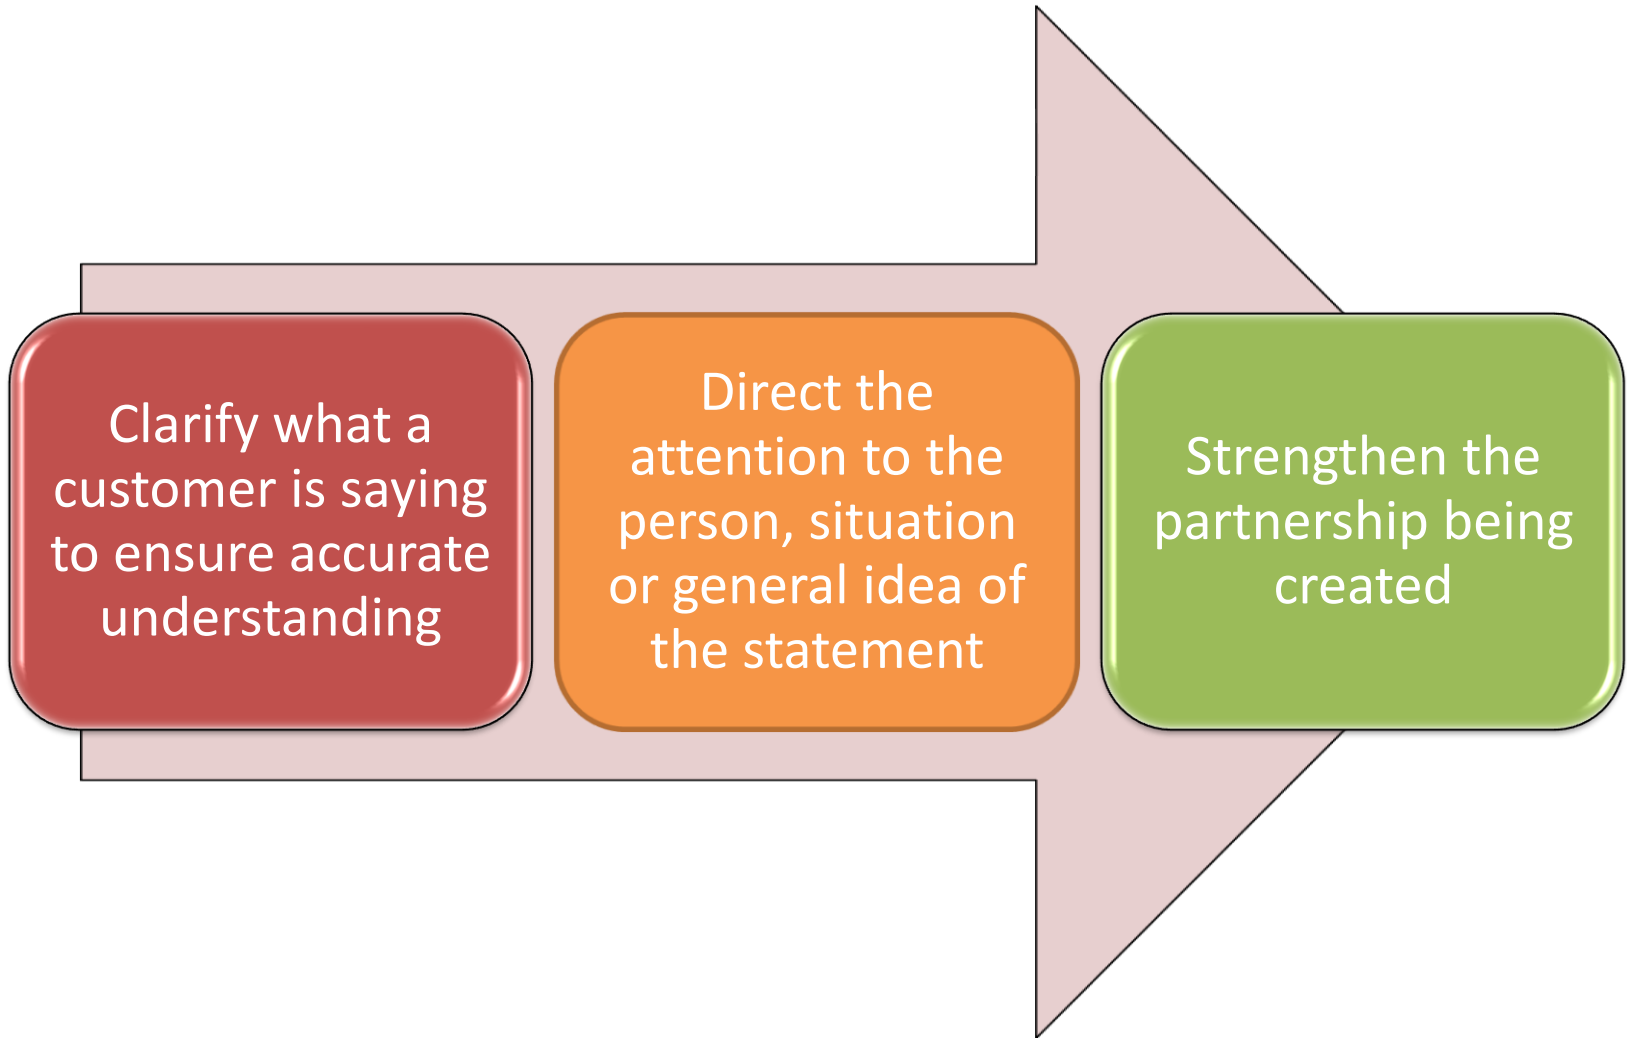 Clarify what a
customer is saying
to ensure accurate
understanding
Direct the
attention to the
person, situation
or general idea of
the statement
Strengthen the
partnership being
created